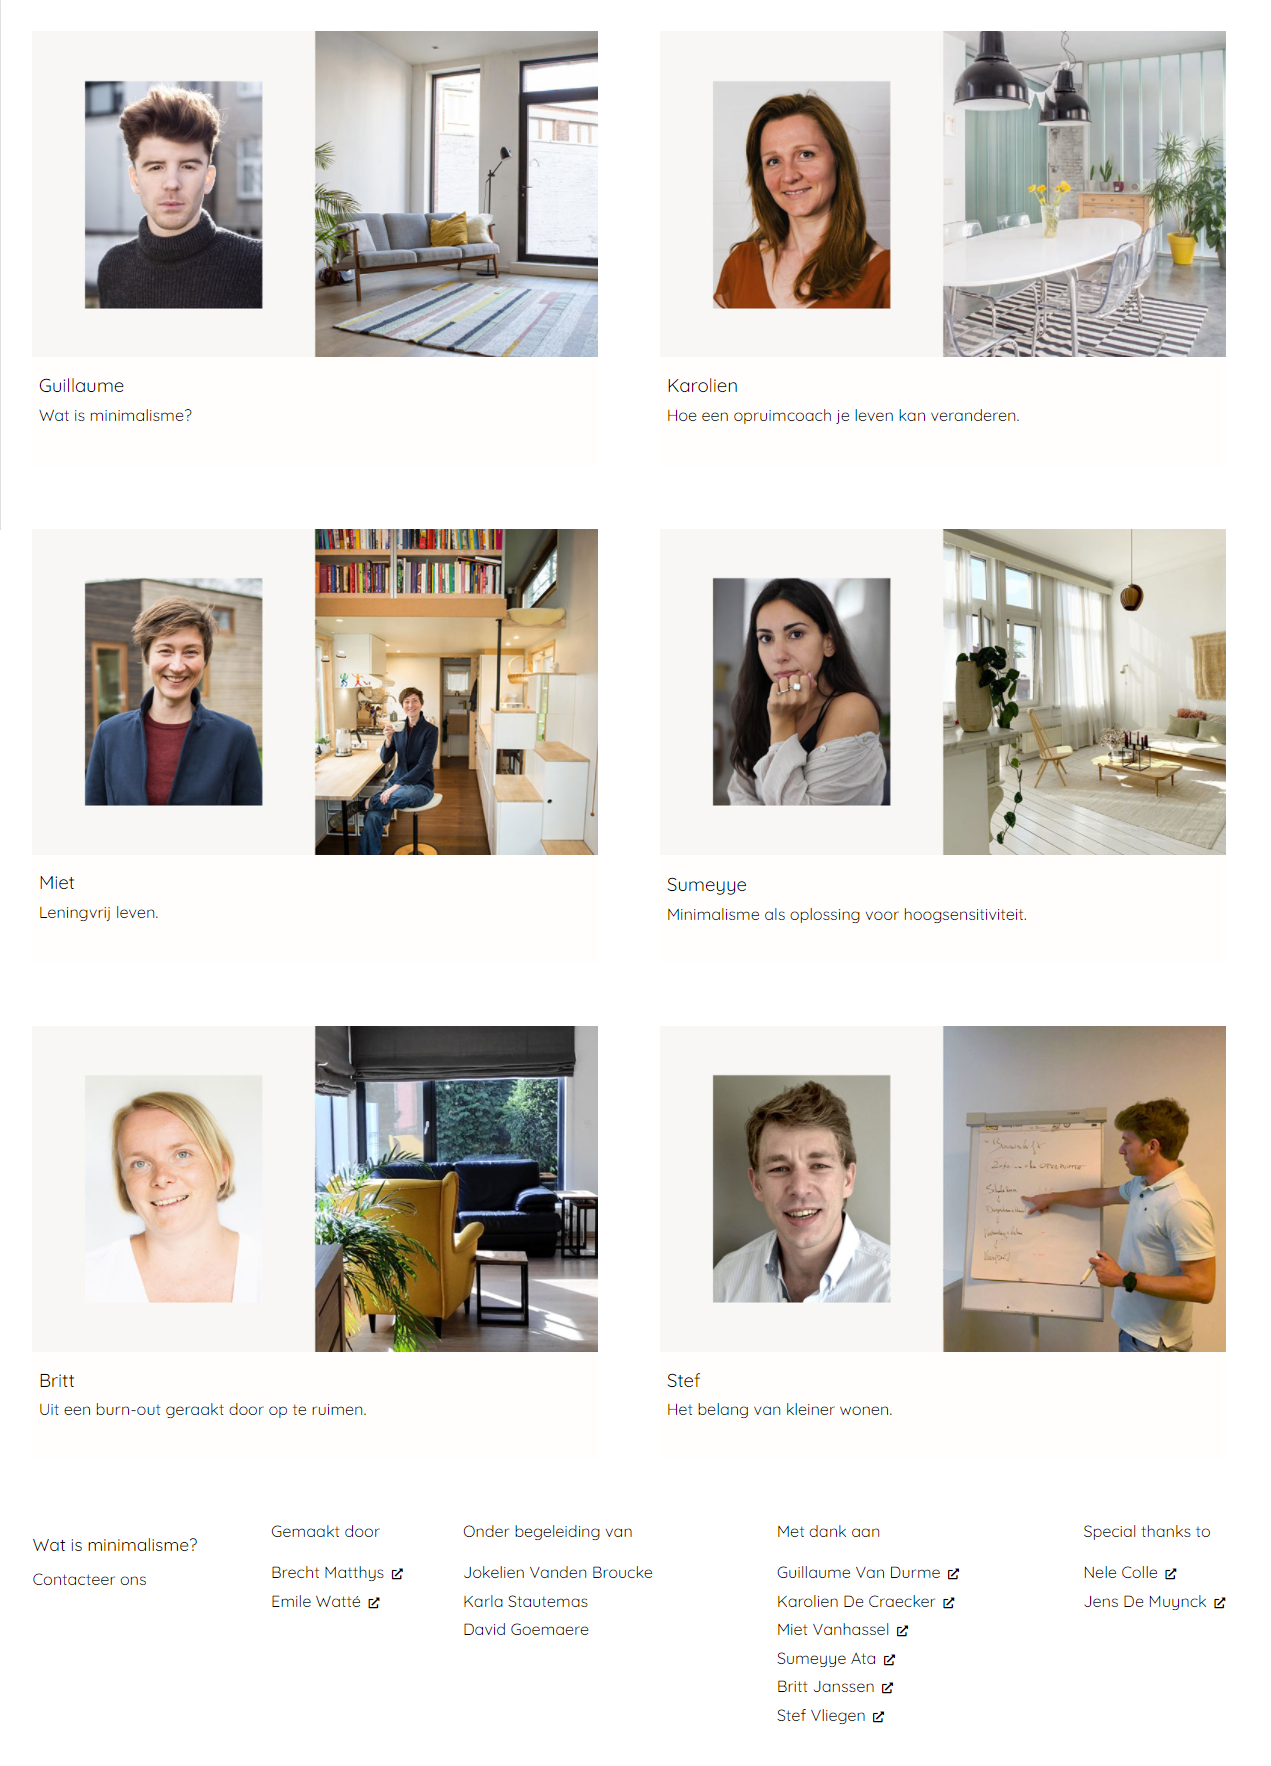 Guillaume
Wat is minimalisme?
Karolien
Hoe een opruimcoach je leven kan veranderen.
Miet
Leningvrij leven.
Sumeyye
Minimalisme als oplossing voor hoogsensitiviteit.
Britt
Uit een burn-out geraakt door op te ruimen.
Stef
Het belang van kleiner wonen.
Wat is minimalisme?
Contacteer ons
Gemaakt door
Brecht Matthys
Emile Watté
Onder begeleiding van
Jokelien Vanden Broucke
Karla Stautemas
David Goemaere
Met dank aan
Guillaume Van Durme
Karolien De Craecker
Miet Vanhassel
Sumeyye Ata
Britt Janssen
Stef Vliegen
Special thanks to
Nele Colle
Jens De Muynck